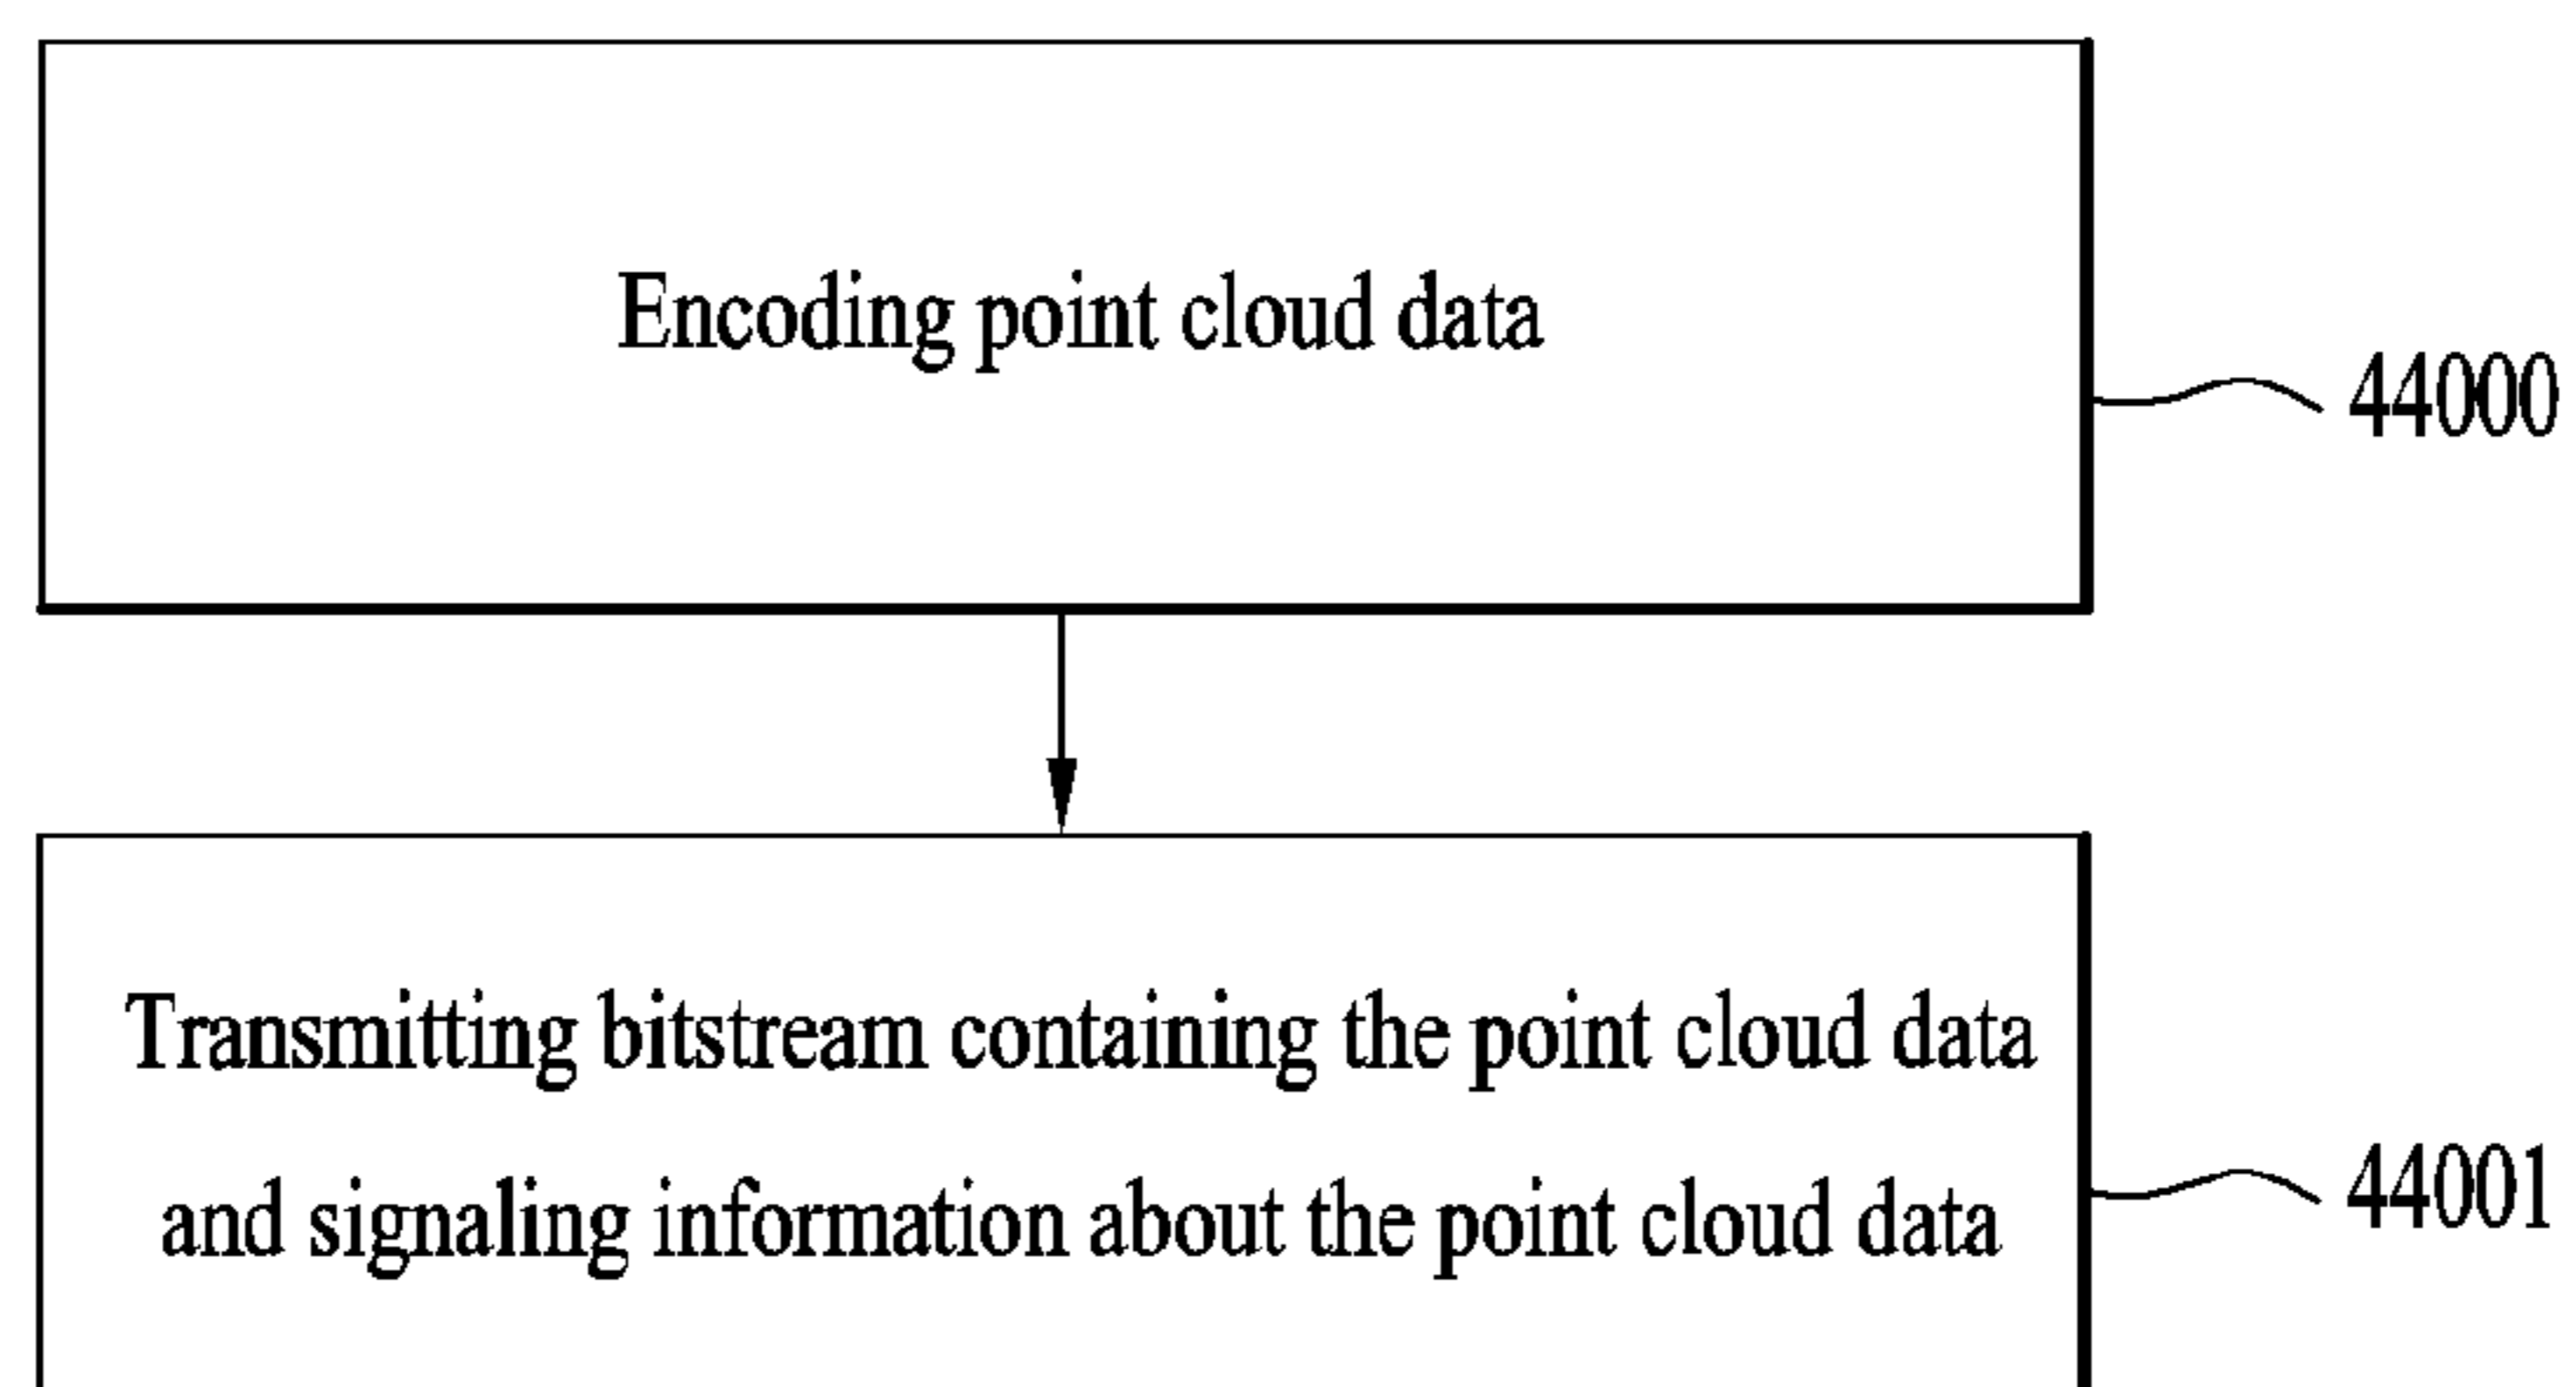 Encoding point cloud data
44000
Transmitting bitstream containing the point cloud data
and signaling information about the point cloud data
44001